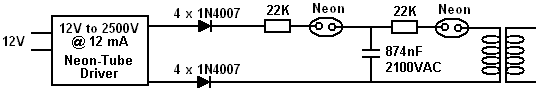 4 x 1N4007
22K
Neon
22K
Neon
12V
12V to 2500V
@ 12 mA
Neon-Tube
Driver
874nF
2100VAC
4 x 1N4007